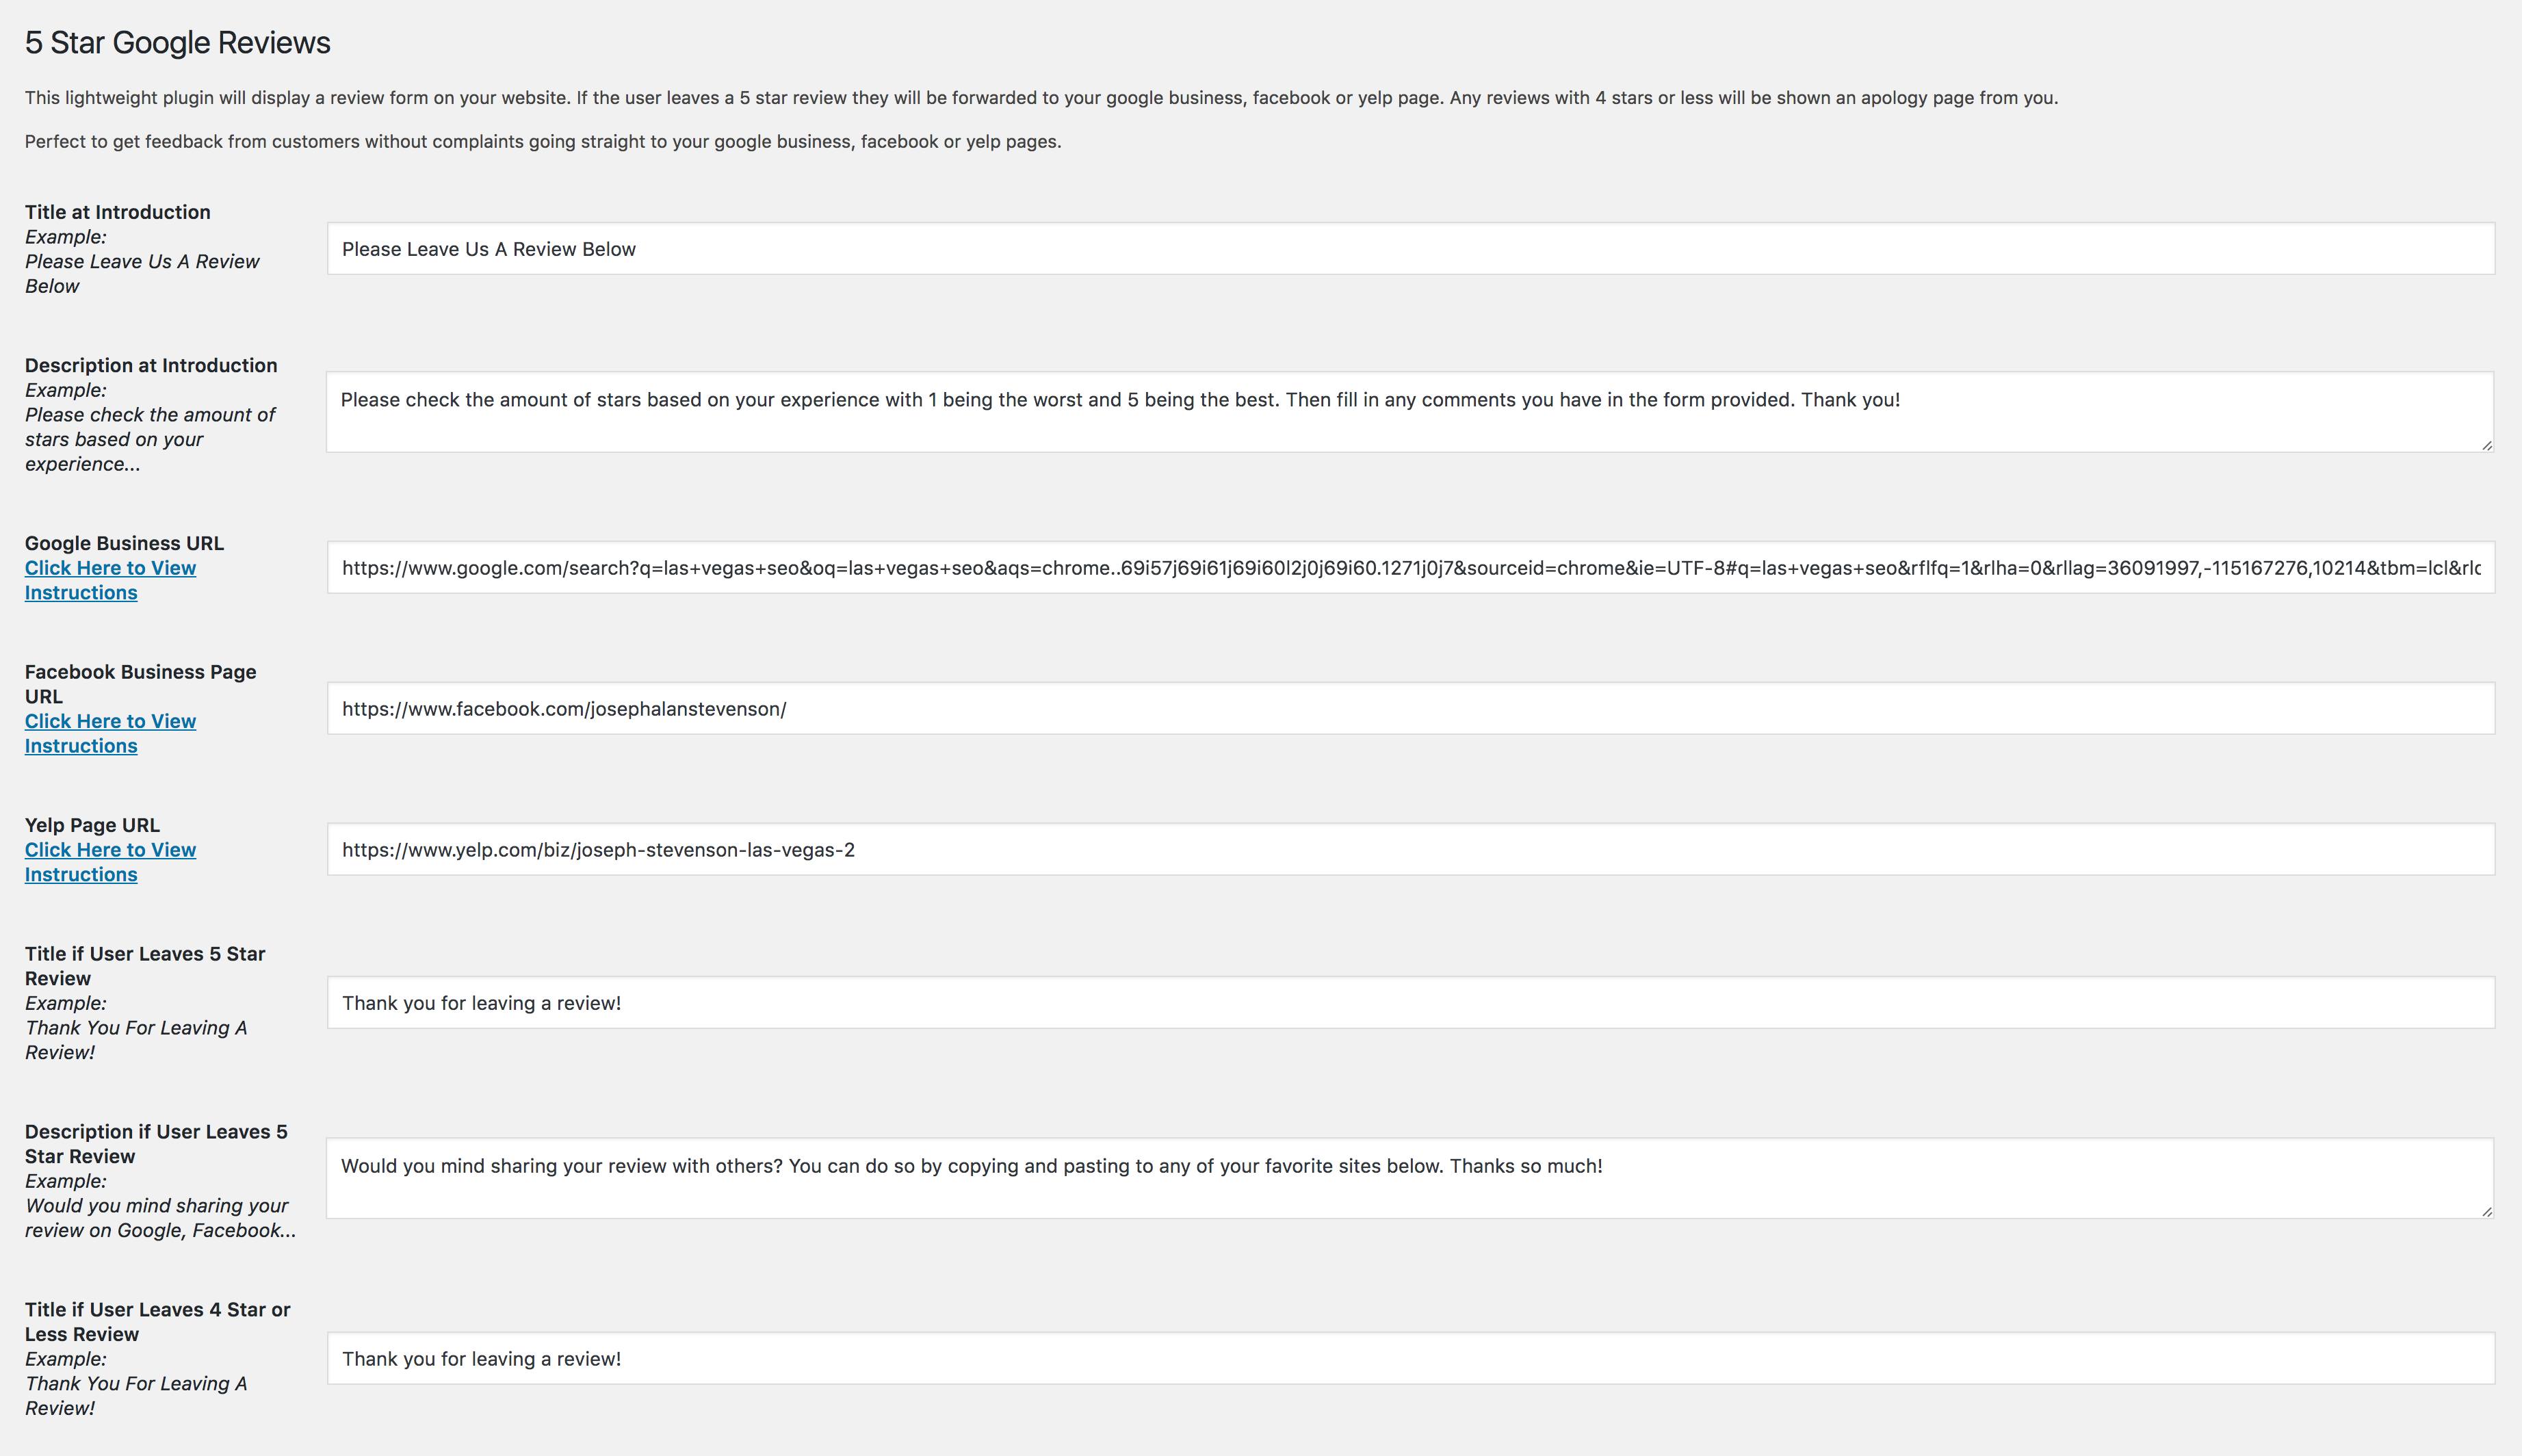 5 Star Google Reviews
This lightweight plugin will display a review form on your website. If the user leaves a 5 star review they will be forwarded to your google business, facebook or yelp page. Any reviews with 4 stars or less will be shown an apology page from you.
Perfect to get feedback from customers without complaints going straight to your google business, facebook or yelp pages.
Title at Introduction
Example:
Please Leave Us A Review
Below
Please Leave Us A Review Below
Description at Introduction
Example:
Please check the amount of
stars based on your
experience...
Please check the amount of stars based on your experience with 1 being the worst and 5 being the best. Then fill in any comments you have in the form provided. Thank you!
Google Business URL
Click Here to View
Instructions
https://www.google.com/search?q=las+vegas+seo&oq=las+vegas+seo&aqs=chrome..69i57j69i61j69i60l2j0j69i60.1271j0j7&sourceid=chrome&ie=UTF-8#q=las+vegas+seo&rflfq=1&rlha=0&rllag=36091997,-115167276,10214&tbm=lcl&rlc
Facebook Business Page
URL
Click Here to View
Instructions
https://www.facebook.com/josephalanstevenson/
Yelp Page URL
Click Here to View
Instructions
https://www.yelp.com/biz/joseph-stevenson-las-vegas-2
Title if User Leaves 5 Star
Review
Example:
Thank You For Leaving A
Review!
Thank you for leaving a review!
Description if User Leaves 5
Star Review
Example:
Would you mind sharing your
review on Google, Facebook...
Would you mind sharing your review with others? You can do so by copying and pasting to any of your favorite sites below. Thanks so much!
Title if User Leaves 4 Star or
Less Review
Example:
Thank You For Leaving A
Review!
Thank you for leaving a review!